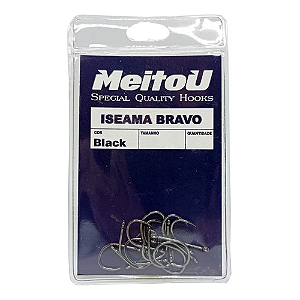 MeitoU
SPECIAL QUALITY HOOKS
ISEAMA BRAVO
COR TAMANHO QUANTIDADE
Black